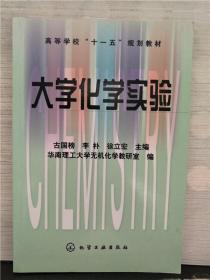 高等学校“十一五”规划教材
大学化学实验
CHEMISTRY
古国榜 李朴 徐立宏 主编
华南理工大学无机化学教研室 编
化学工业出版社